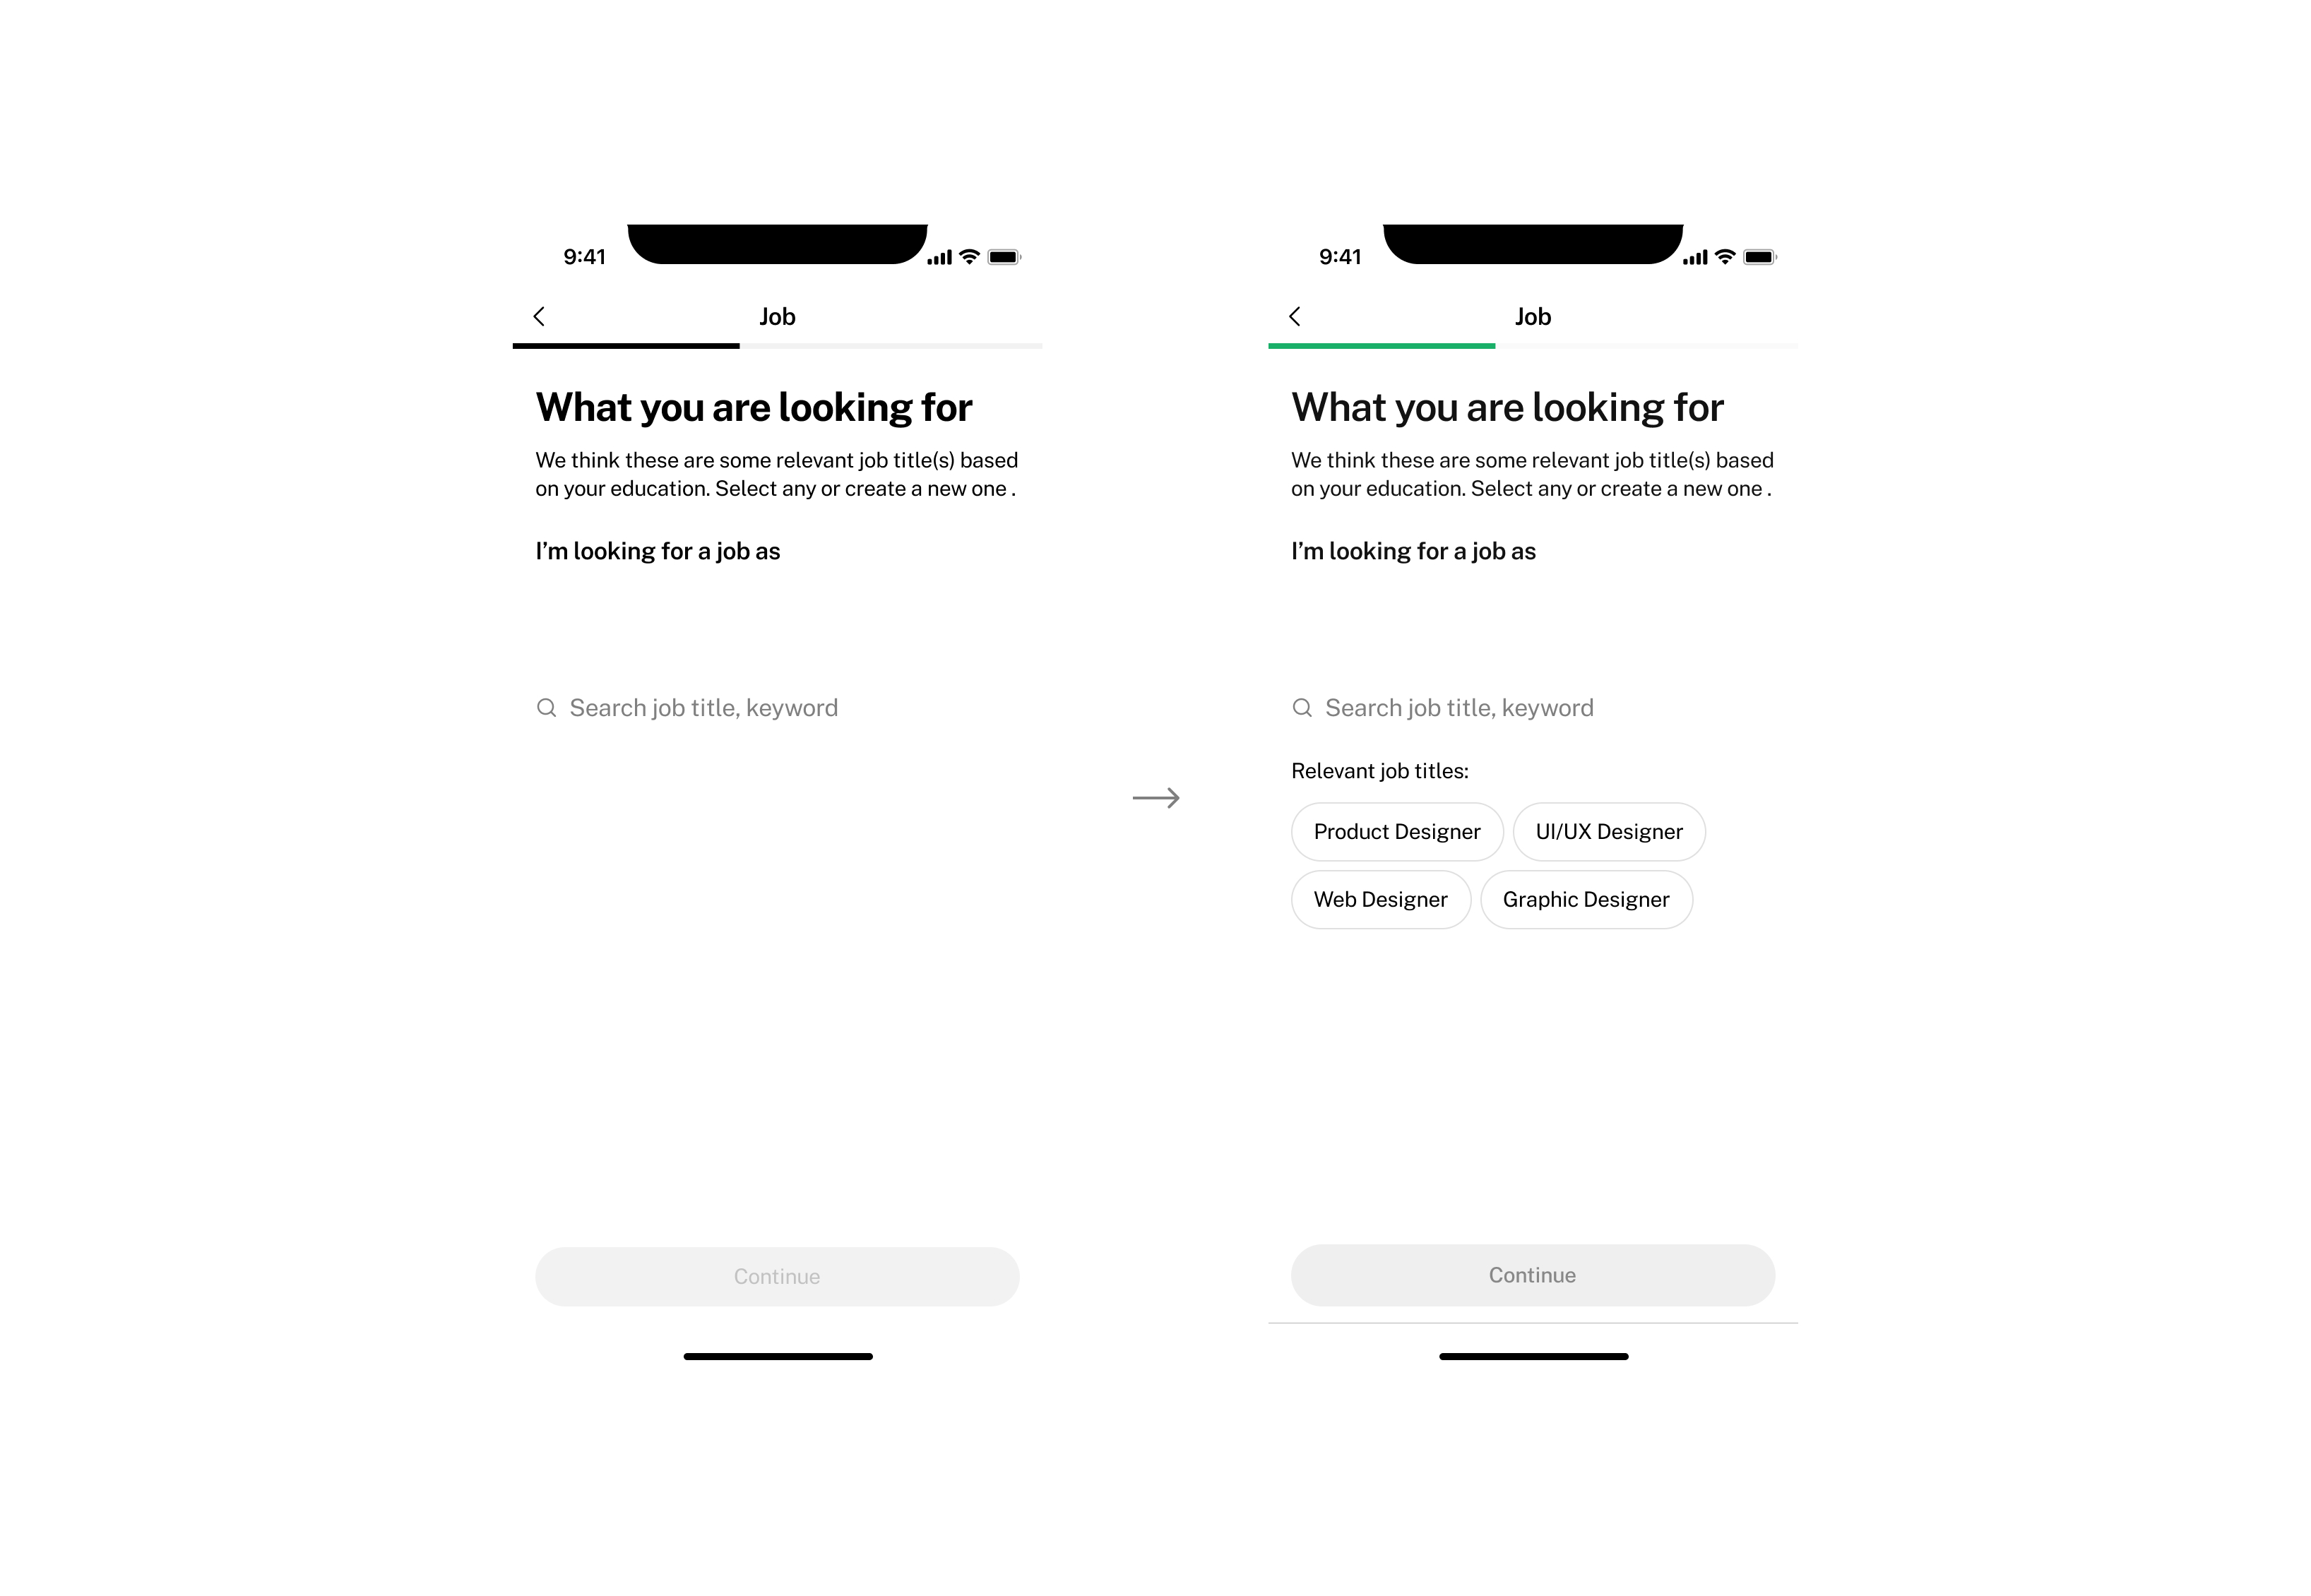 9:41
Job
What you are looking for
We think these are some relevant job title(s) based
on your education. Select any or create a new one .
I’m looking for a job as
Search job title, keyword
Continue
9:41
Job
What you are looking for
We think these are some relevant job title(s) based
on your education. Select any or create a new one .
I’m looking for a job as
Search job title, keyword
Relevant job titles:
Product Designer
UI/UX Designer
Web Designer
Graphic Designer
Continue